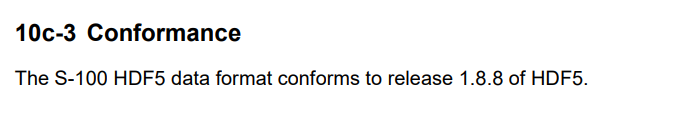 10c-3 Conformance
The S-100 HDF5 data format conforms to release 1.8.8 of HDF5.